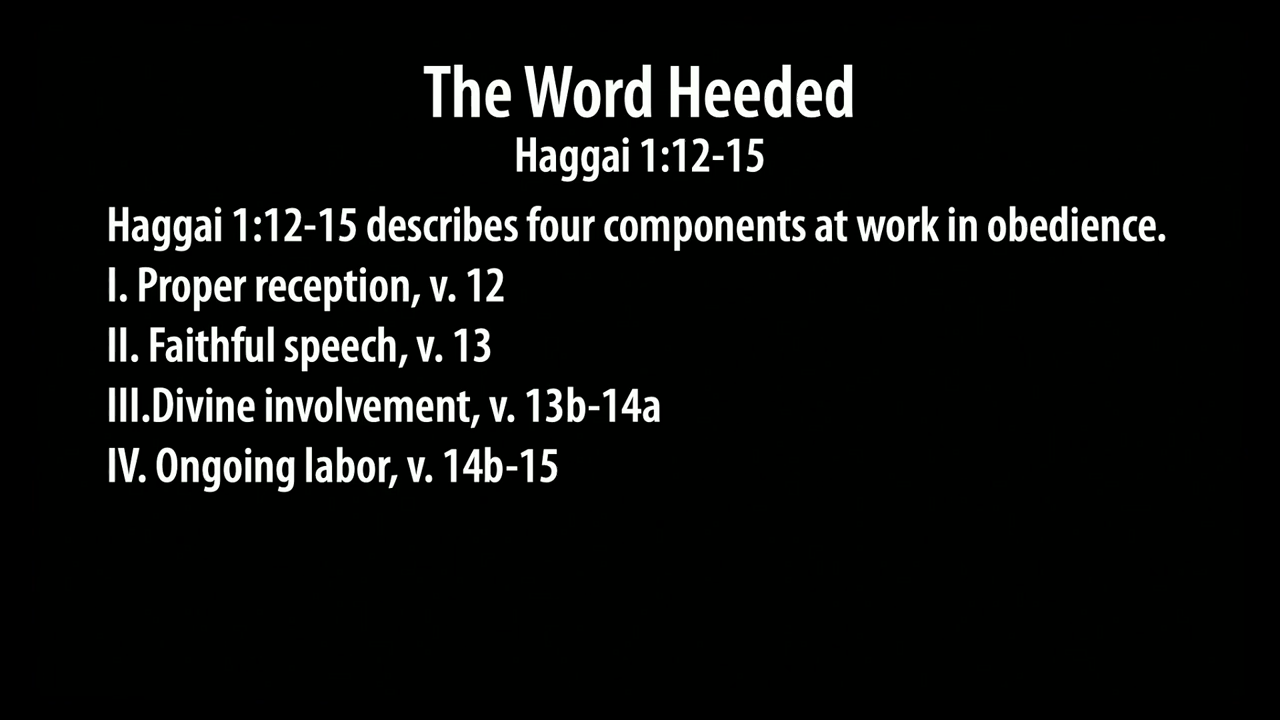 The Word Heeded
Haggai 1:12-15
Haggai 1:12-15 describes four components at work in obedience.
I. Proper reception, v. 12
II. Faithful speech, v. 13
III.Divine involvement, v. 13b-14a
IV. Ongoing labor, v. 14b-15